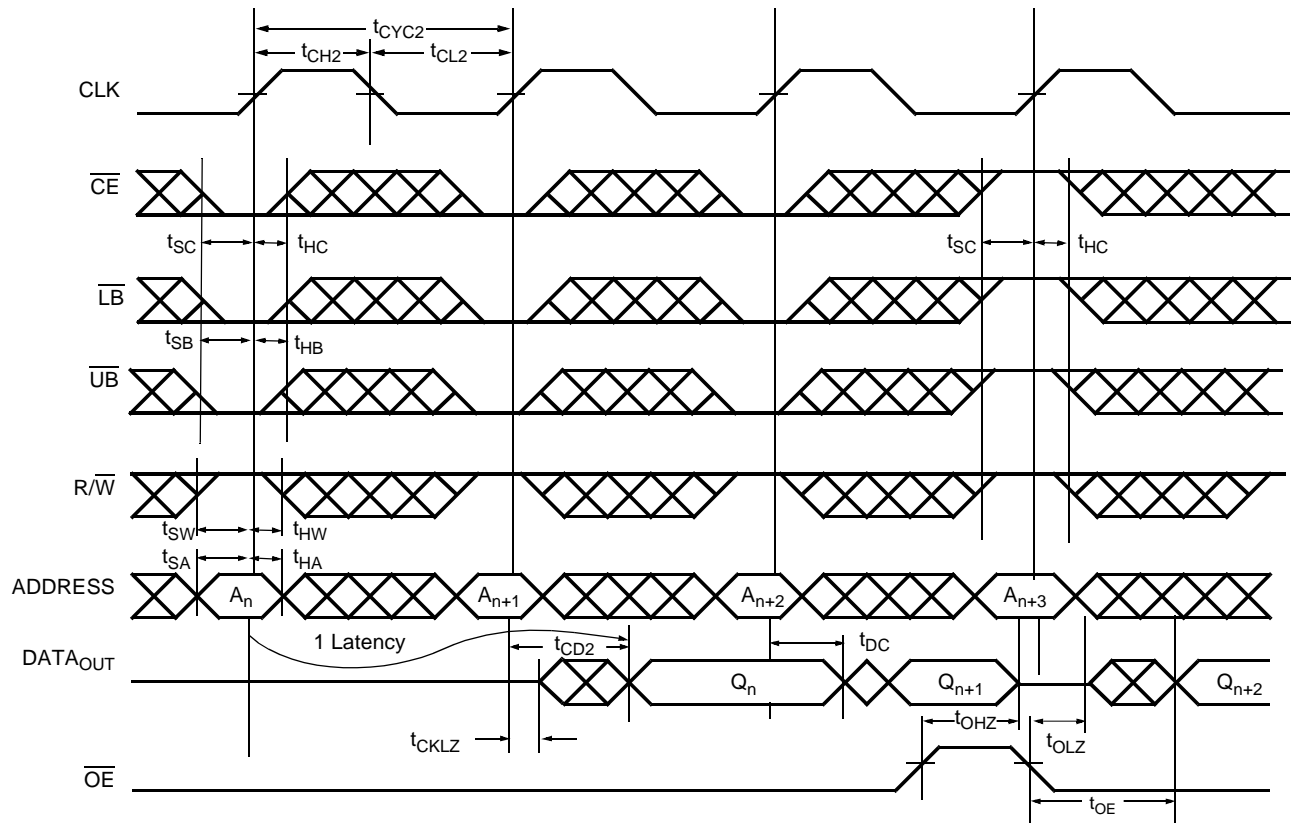 tCYC2
tCH2
tCL2
CLK
CE
tSC
tHC
tSC
tHC
LB
tSB
tHB
UB
R/W
tSW
tHW
tSA
tHA
ADDRESS
An
An+1
An+2
An+3
1 Latency
tCD2
tDC
DATAOUT
Qn
Qn+1
Qn+2
tOHZ
tCKLZ
tOLZ
OE
tOE